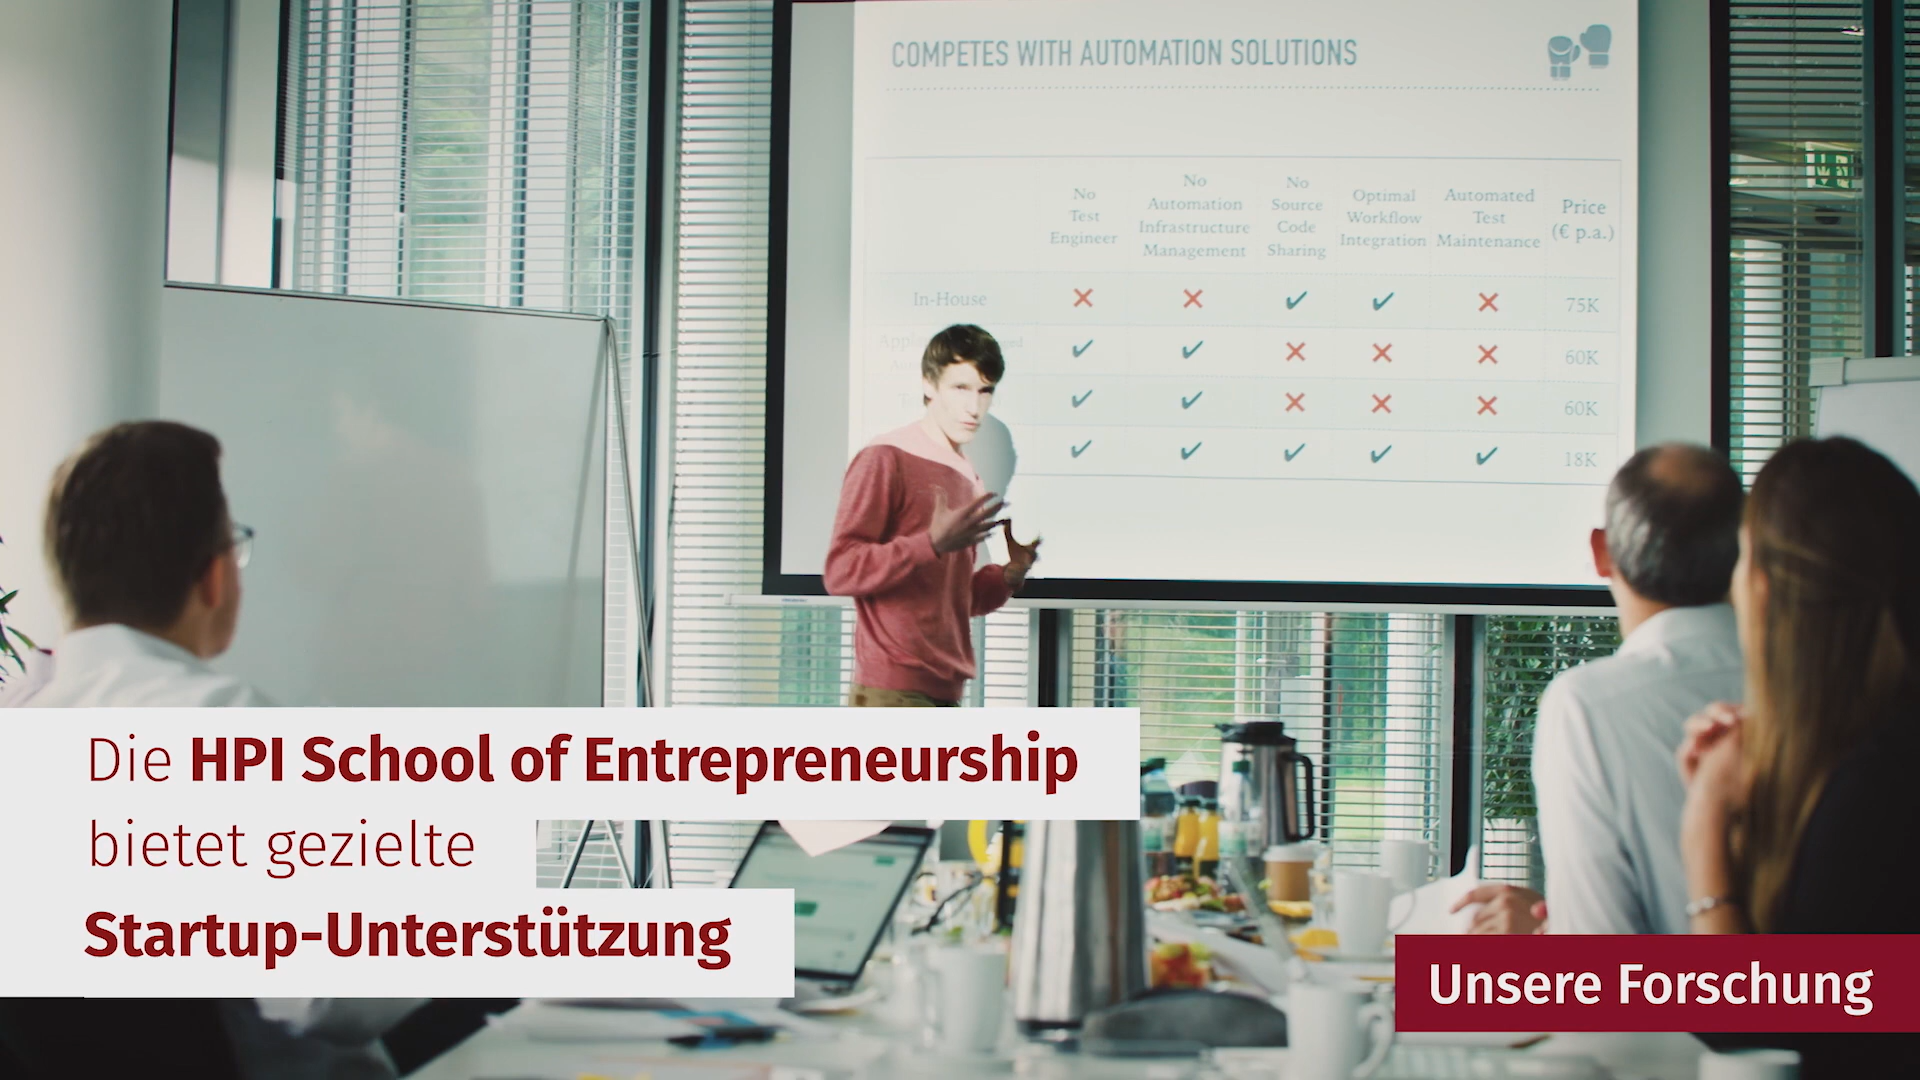 COMPETES WITH AUTOMATION SOLUTIONS
No Test Engineer
No Automation Infrastructure Management
No Source Code Sharing
Optimal Workflow Integration
Automated Test Maintenance
Price (€ p.a.)
In-House ✕ ✕ ✓ ✓ ✕ 75K
✓ ✓ ✕ ✕ ✕ 60K
✓ ✓ ✕ ✕ ✕ 60K
✓ ✓ ✓ ✓ ✓ 18K
Die HPI School of Entrepreneurship
bietet gezielte
Startup-Unterstützung
Unsere Forschung